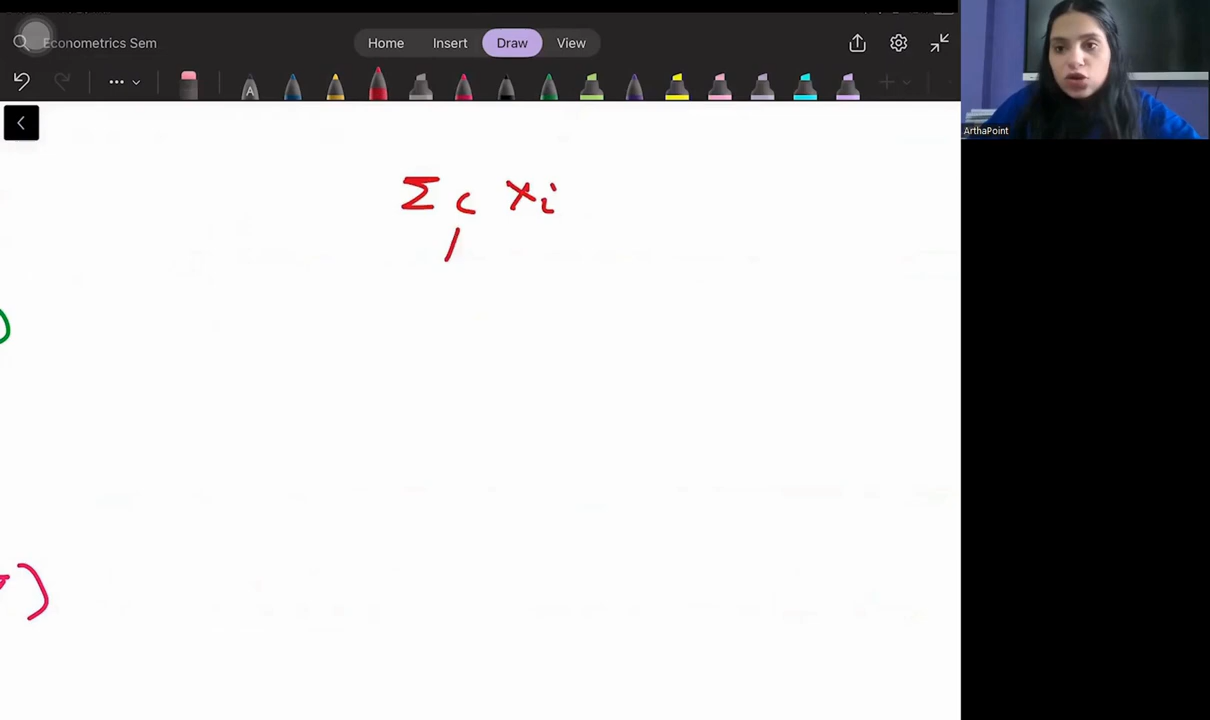 Econometrics Sem
Home Insert Draw View
A
ArthaPoint
Σ c xi
)